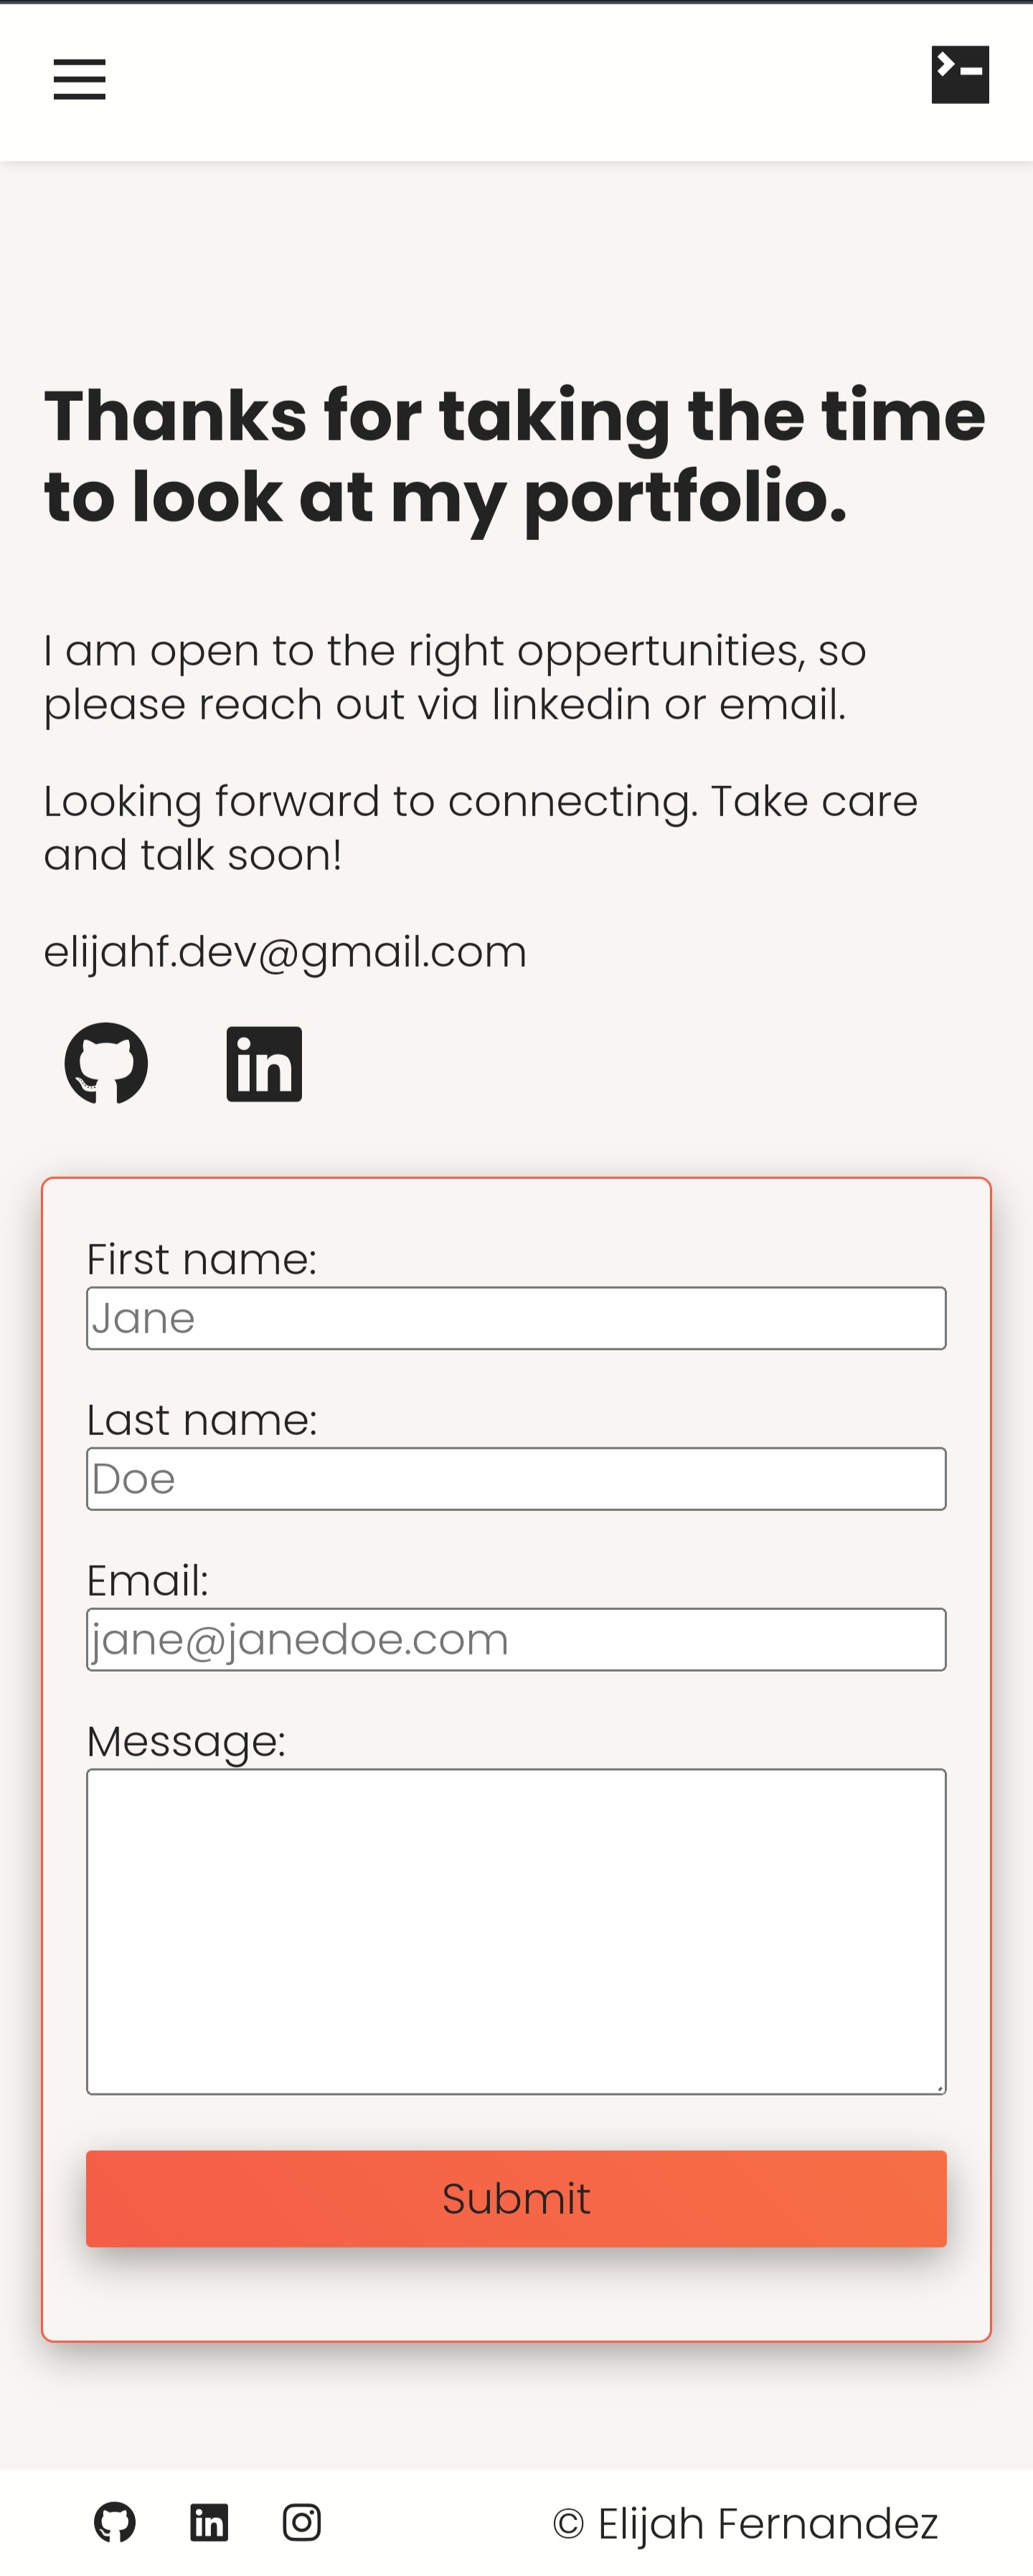 Thanks for taking the time
to look at my portfolio.
I am open to the right oppertunities, so
please reach out via linkedin or email.
Looking forward to connecting. Take care
and talk soon!
elijahf.dev@gmail.com
in
First name:
Jane
Last name:
Doe
Email:
jane@janedoe.com
Message:
Submit
in
© Elijah Fernandez